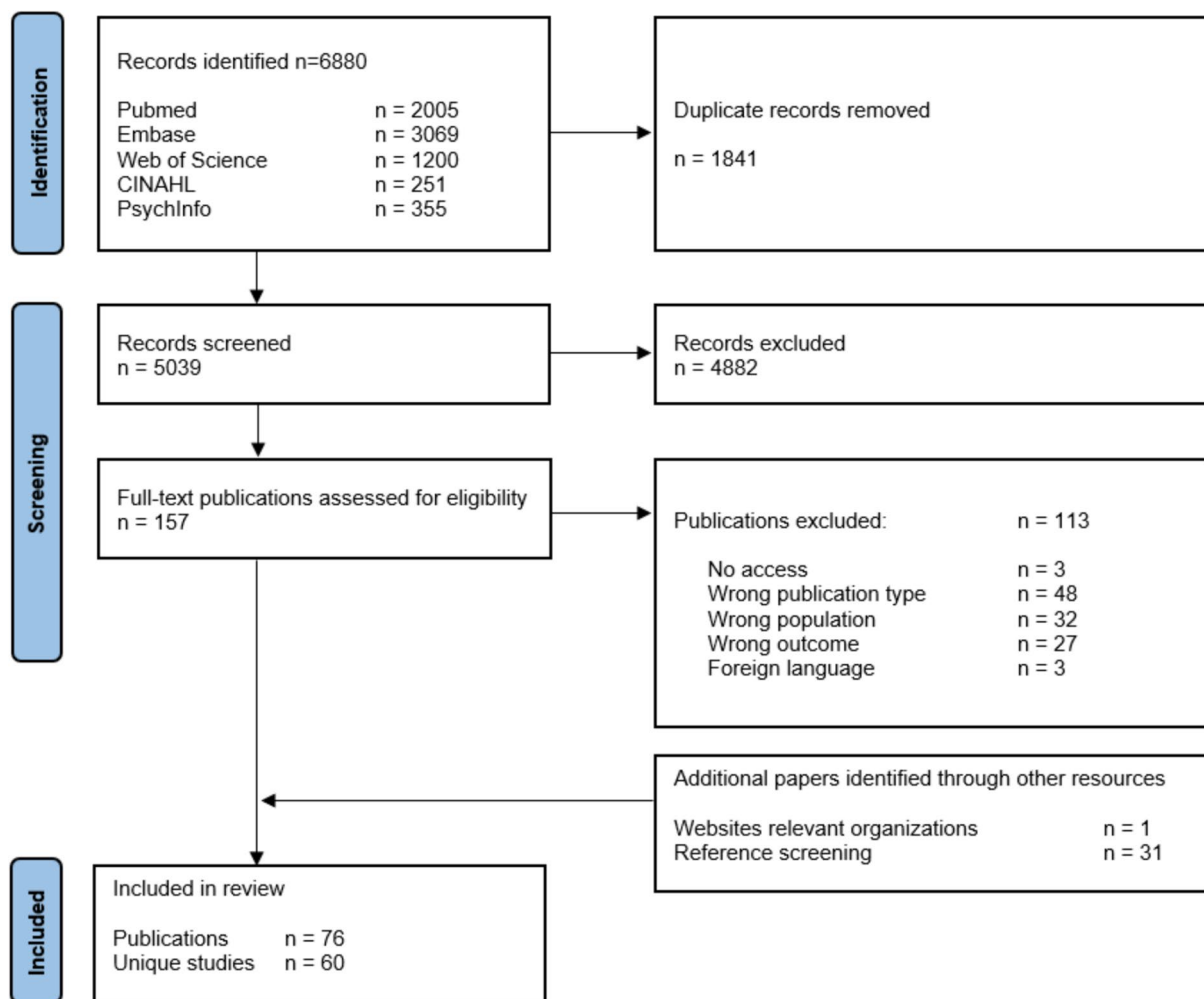 Identification
Records identified n=6880
Pubmed n = 2005
Embase n = 3069
Web of Science n = 1200
CINAHL n = 251
PsychInfo n = 355
Duplicate records removed
n = 1841
Screening
Records screened
n = 5039
Records excluded
n = 4882
Full-text publications assessed for eligibility
n = 157
Publications excluded: n = 113
No access n = 3
Wrong publication type n = 48
Wrong population n = 32
Wrong outcome n = 27
Foreign language n = 3
Additional papers identified through other resources
Websites relevant organizations n = 1
Reference screening n = 31
Included
Included in review
Publications n = 76
Unique studies n = 60